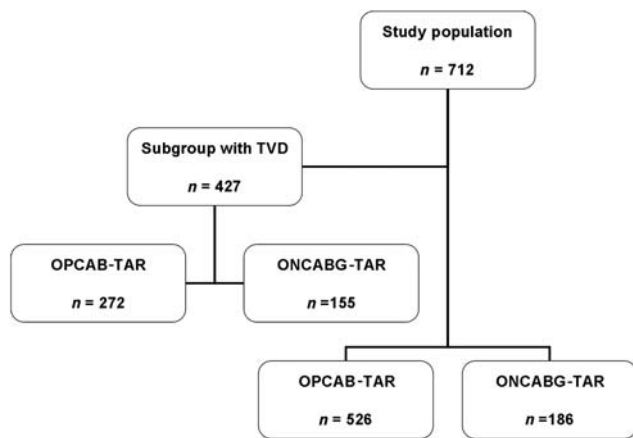 Study population
n = 712
Subgroup with TVD
n = 427
OPCAB-TAR
n = 272
ONCABG-TAR
n =155
OPCAB-TAR
n = 526
ONCABG-TAR
n =186